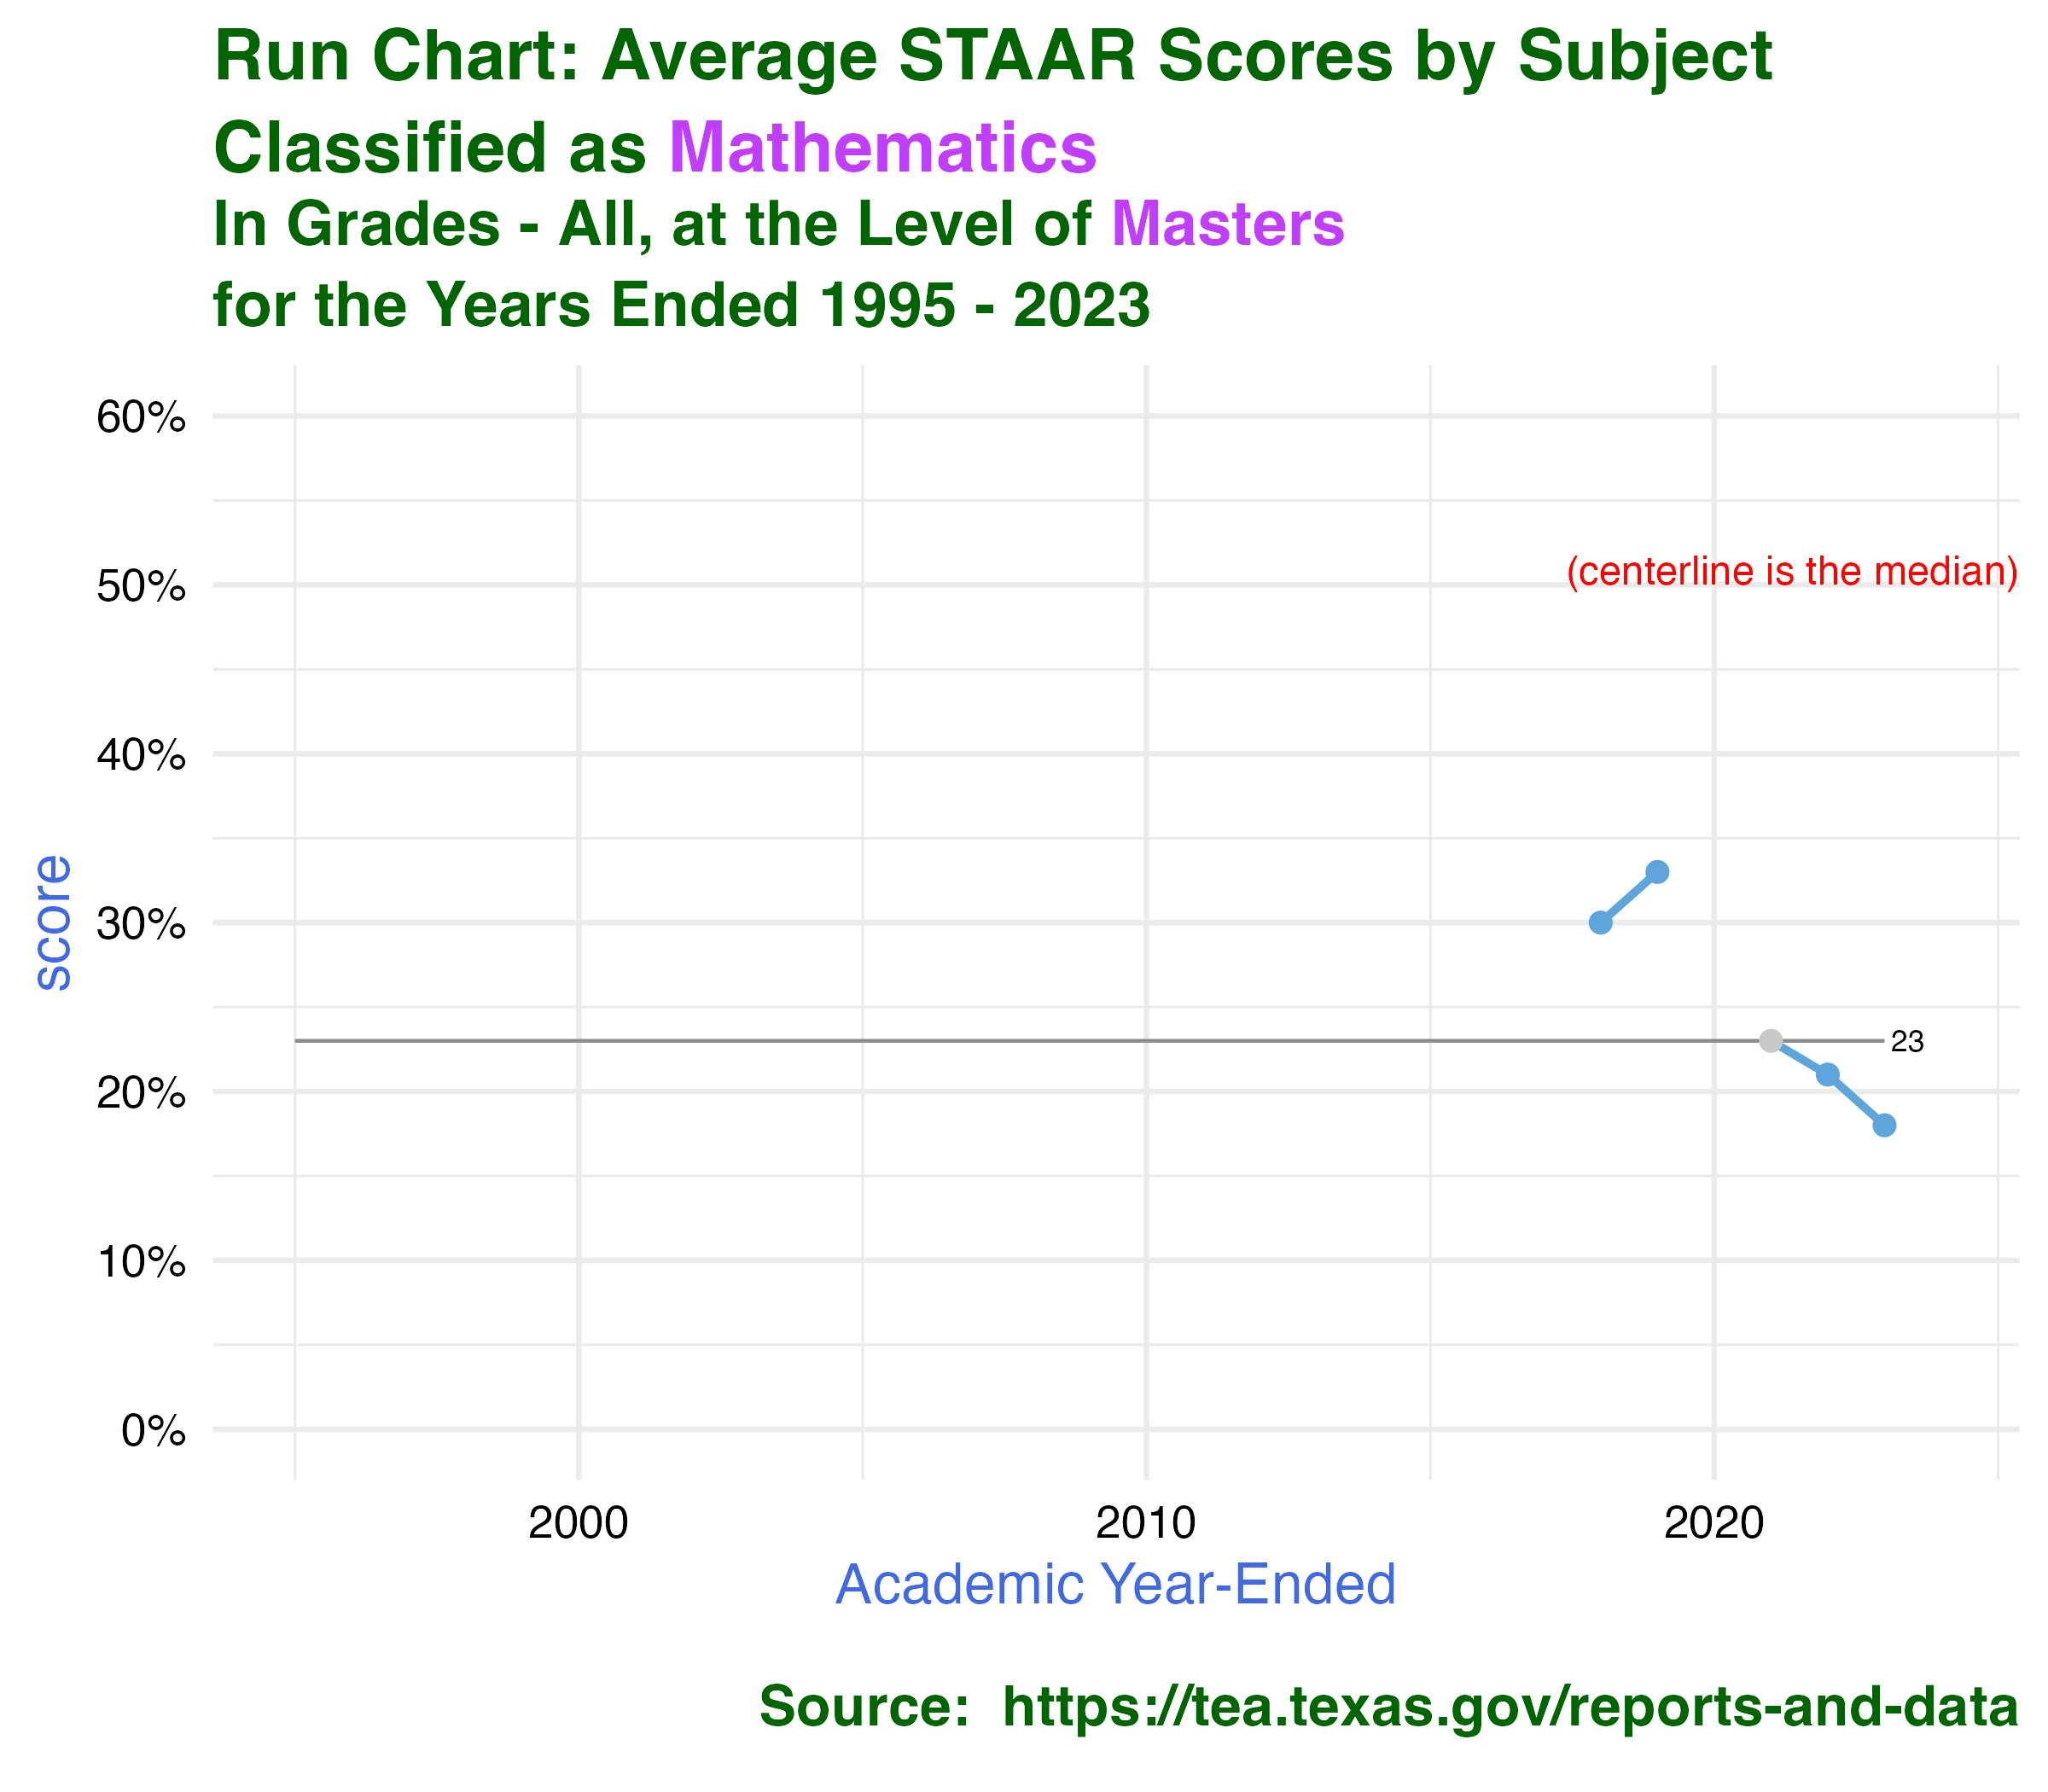 Run Chart: Average STAAR Scores by Subject
Classified as Mathematics
In Grades - All, at the Level of Masters
for the Years Ended 1995 - 2023
60%
(centerline is the median)
50%
40%
score
30%
23
20%
10%
0%
2000 2010 2020
Academic Year-Ended
Source:  https://tea.texas.gov/reports-and-data